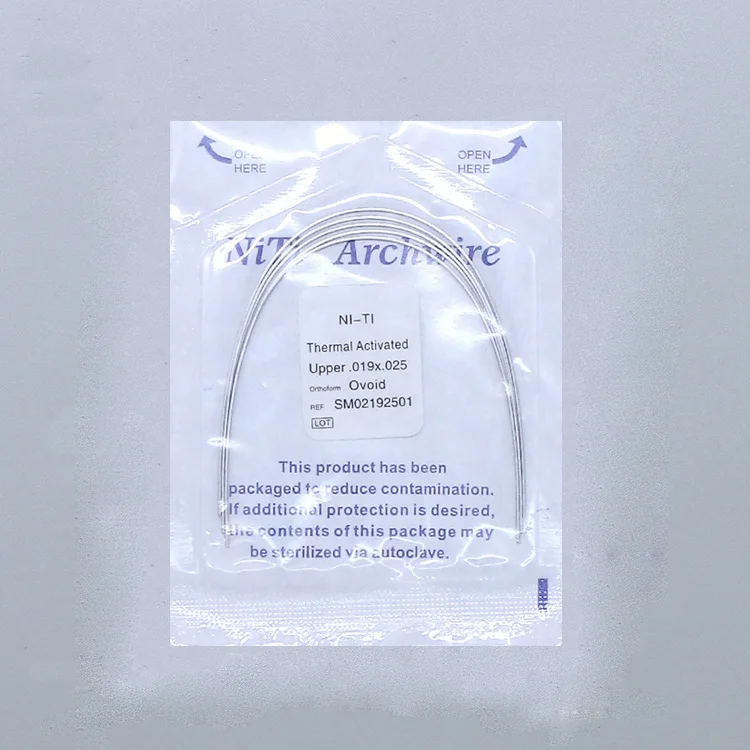 OPEN
HERE
OPEN
HERE
NiTi Archwire
NI-TI
Thermal Activated
Upper .019x.025
Orthoform Ovoid
REF SM02192501
LOT
This product has been
packaged to reduce contamination.
If additional protection is desired,
the contents of this package may
be sterilized via autoclave.